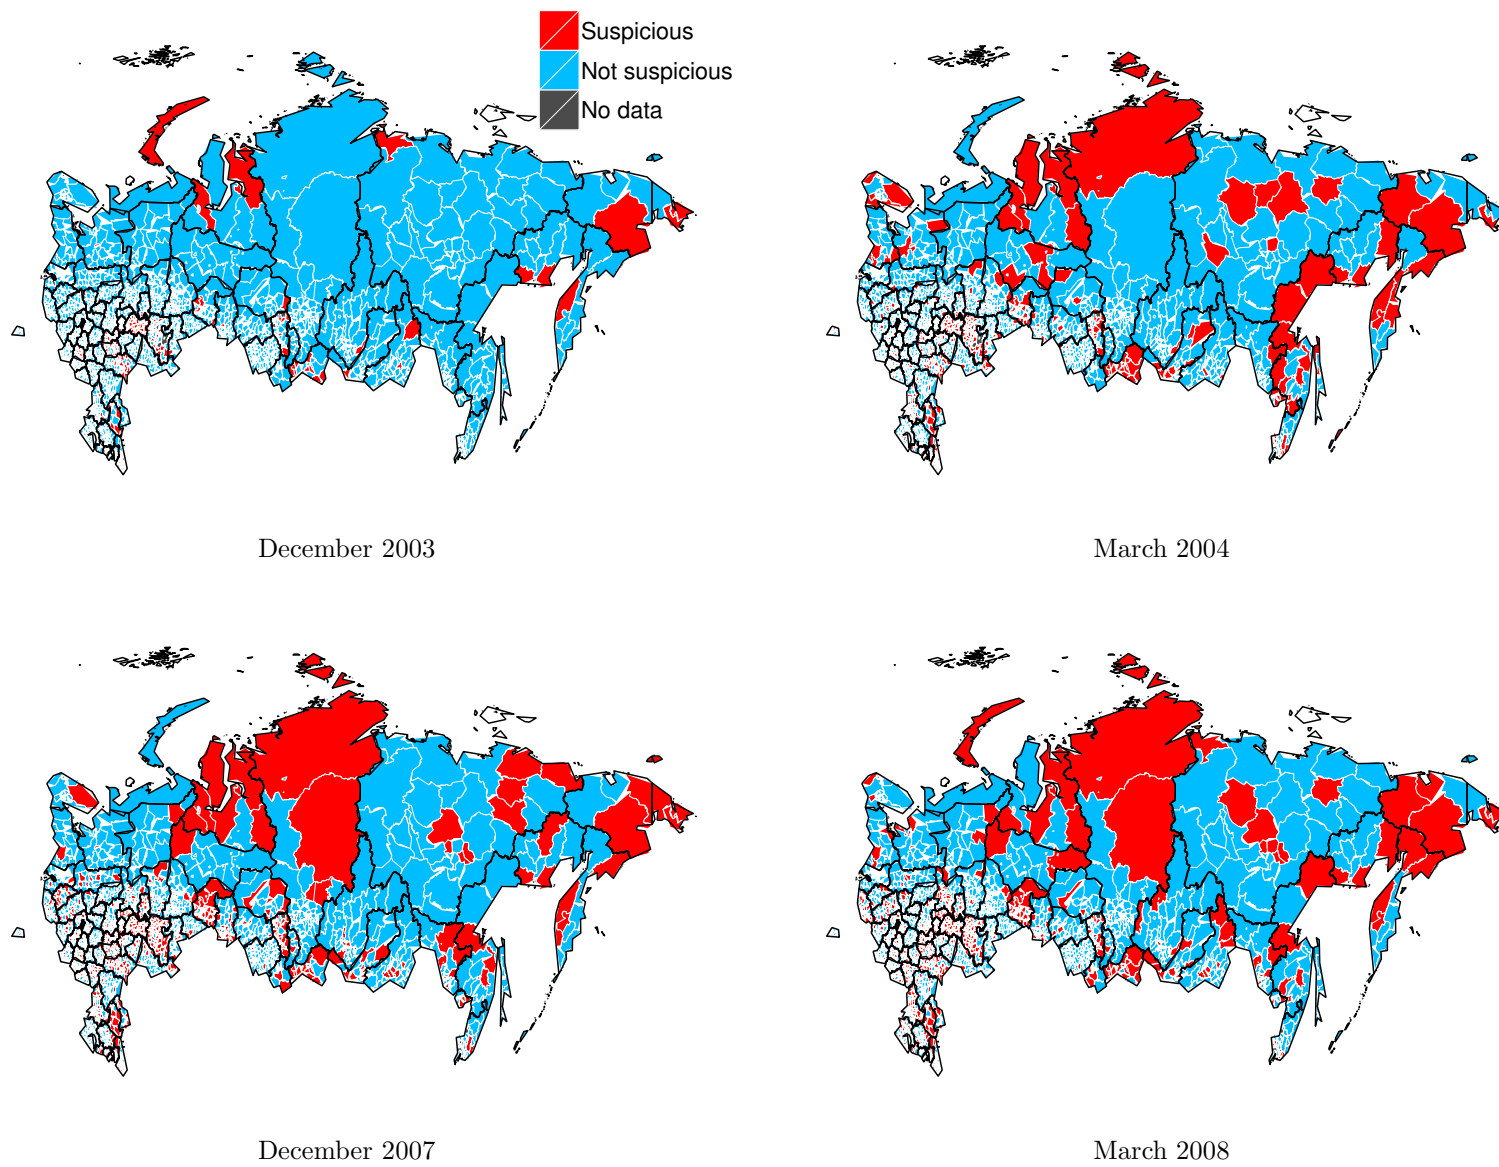 Suspicious
Not suspicious
No data
December 2003
March 2004
December 2007
March 2008